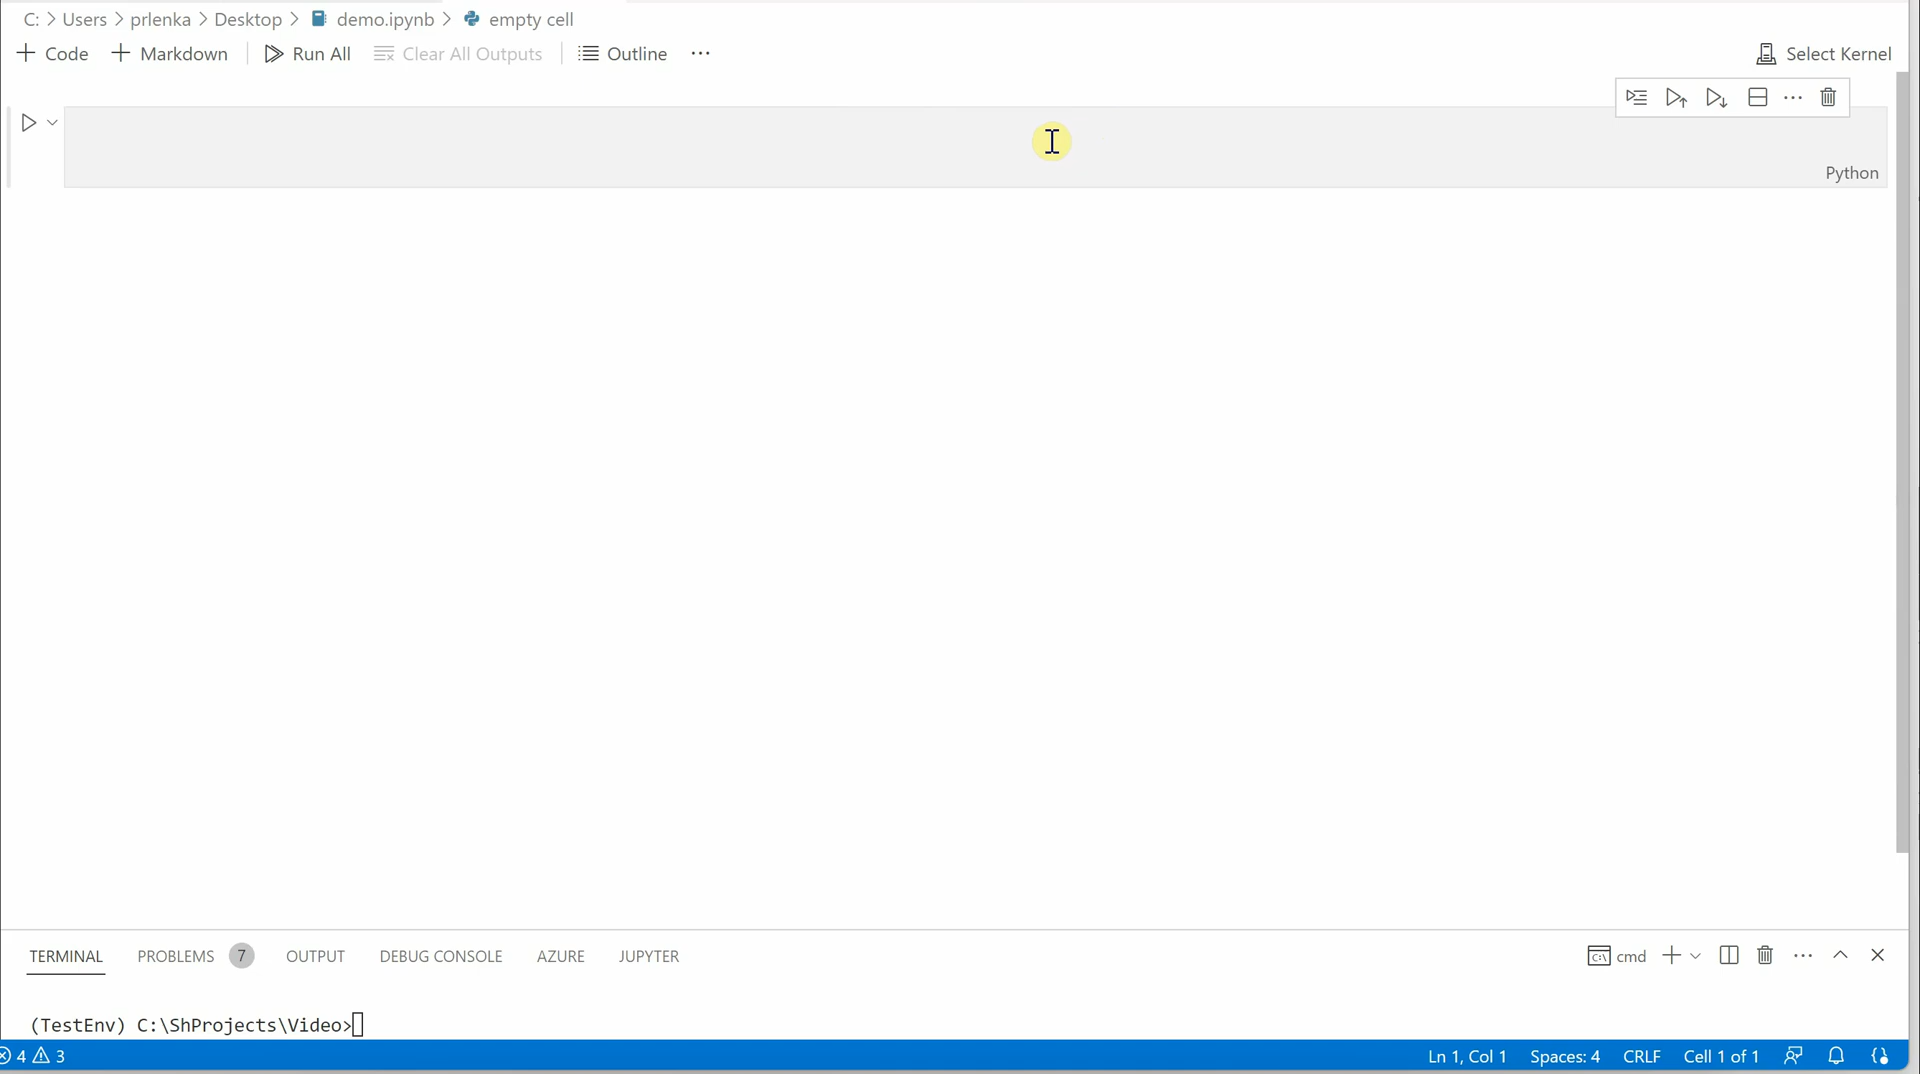 C: > Users > prlenka > Desktop > demo.ipynb > empty cell
+ Code + Markdown Run All Clear All Outputs Outline ... Select Kernel
Python
TERMINAL PROBLEMS 7 OUTPUT DEBUG CONSOLE AZURE JUPYTER cmd
(TestEnv) C:\ShProjects\Video>
4 3 Ln 1, Col 1 Spaces: 4 CRLF Cell 1 of 1